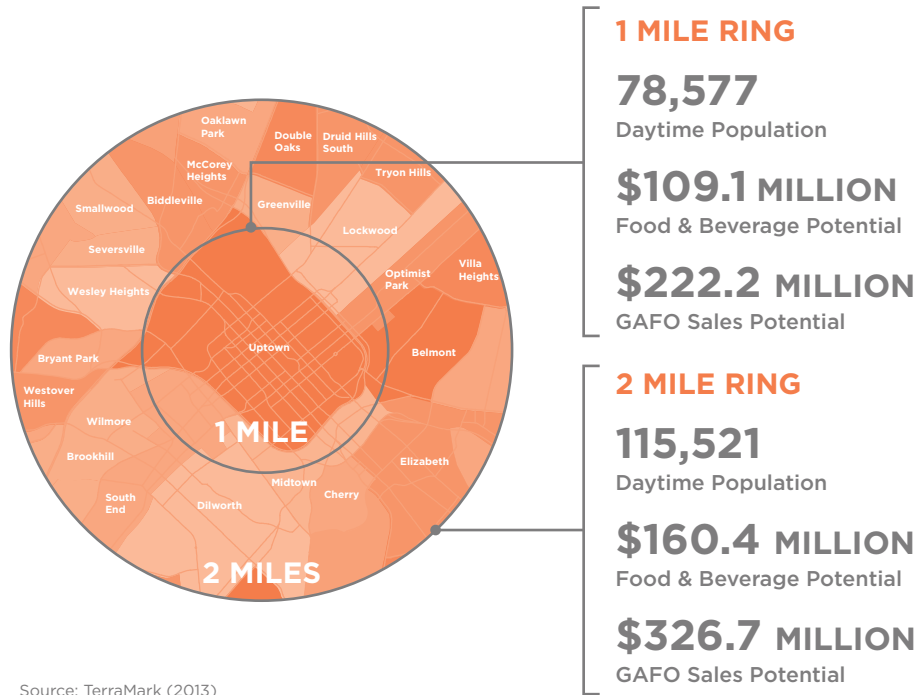 1 MILE RING
78,577
Daytime Population
$109.1 MILLION
Food & Beverage Potential
$222.2 MILLION
GAFO Sales Potential
2 MILE RING
115,521
Daytime Population
$160.4 MILLION
Food & Beverage Potential
$326.7 MILLION
GAFO Sales Potential
Oaklawn
Park
Double
Oaks
Druid Hills
South
McCorey
Heights
Tryon Hills
Smallwood
Biddleville
Greenville
Lockwood
Seversville
Optimist
Park
Villa
Heights
Wesley Heights
Uptown
Belmont
Bryant Park
Westover
Hills
Wilmore
1 MILE
Brookhill
Elizabeth
Midtown
Cherry
South
End
Dilworth
2 MILES
Source: TerraMark (2013)